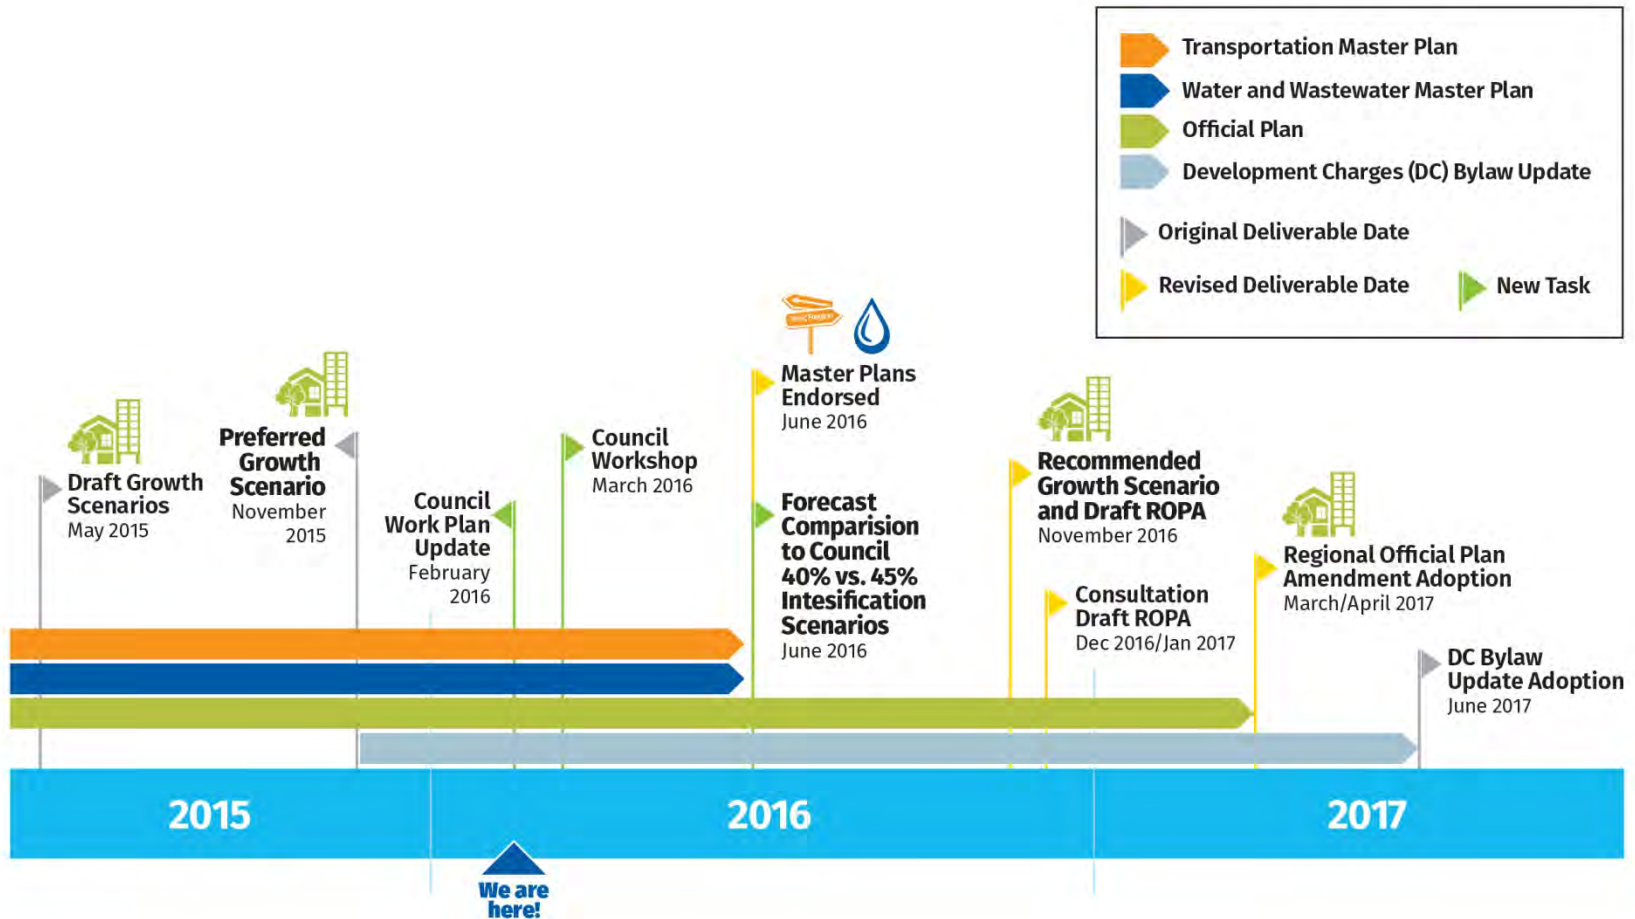 Transportation Master Plan
Water and Wastewater Master Plan
Official Plan
Development Charges (DC) Bylaw Update
Original Deliverable Date
Revised Deliverable Date
New Task
Draft Growth
Scenarios
May 2015
Preferred
Growth
Scenario
November
2015
Council
Work Plan
Update
February
2016
Council
Workshop
March 2016
Master Plans
Endorsed
June 2016
Forecast
Comparision
to Council
40% vs. 45%
Intesification
Scenarios
June 2016
Recommended
Growth Scenario
and Draft ROPA
November 2016
Consultation
Draft ROPA
Dec 2016/Jan 2017
Regional Official Plan
Amendment Adoption
March/April 2017
DC Bylaw
Update Adoption
June 2017
2015
2016
2017
We are
here!